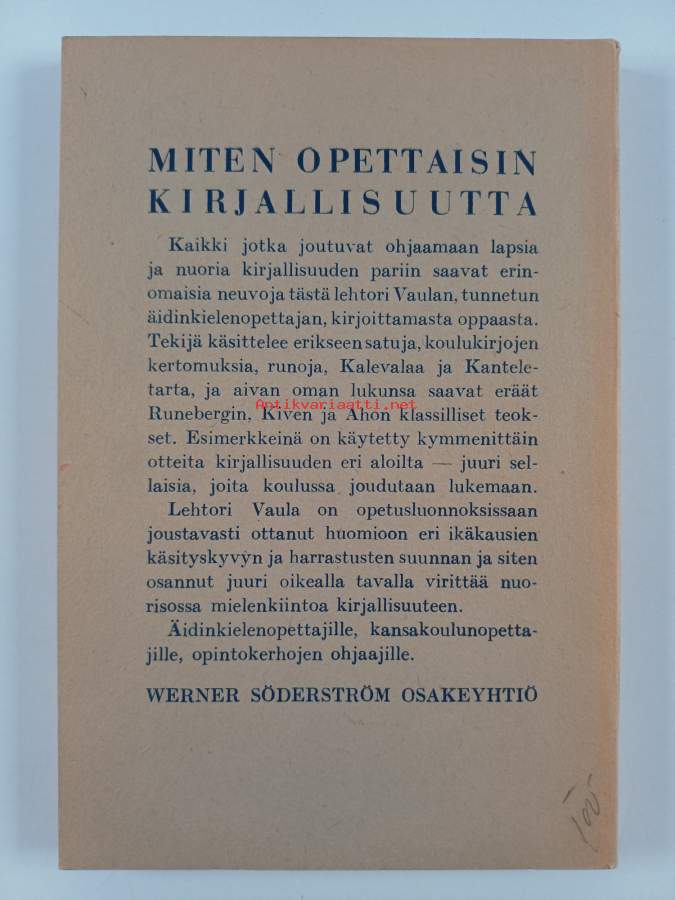 MITEN OPETTAISIN
KIRJALLISUUTTA
Kaikki jotka joutuvat ohjaamaan lapsia
ja nuoria kirjallisuuden pariin saavat erin-
omaisia neuvoja tästä lehtori Vaulan, tunnetun
äidinkielenopettajan, kirjoittamasta oppaasta.
Tekijä käsittelee erikseen satuja, koulukirjojen
kertomuksia, runoja, Kalevalaa ja Kantele-
tarta, ja aivan oman lukunsa saavat eräät
Antikvariaatti.net
Runebergin, Kiven ja Ahon klassilliset teok-
set. Esimerkkeinä on käytetty kymmenittäin
otteita kirjallisuuden eri aloilta — juuri sel-
laisia, joita koulussa joudutaan lukemaan.
Lehtori Vaula on opetusluonnoksissaan
joustavasti ottanut huomioon eri ikäkausien
käsityskyvyn ja harrastusten suunnan ja siten
osannut juuri oikealla tavalla virittää nuo-
risossa mielenkiintoa kirjallisuuteen.
Äidinkielenopettajille, kansakoulunopetta-
jille, opintokerhojen ohjaajille.
WERNER SÖDERSTRÖM OSAKEYHTIÖ